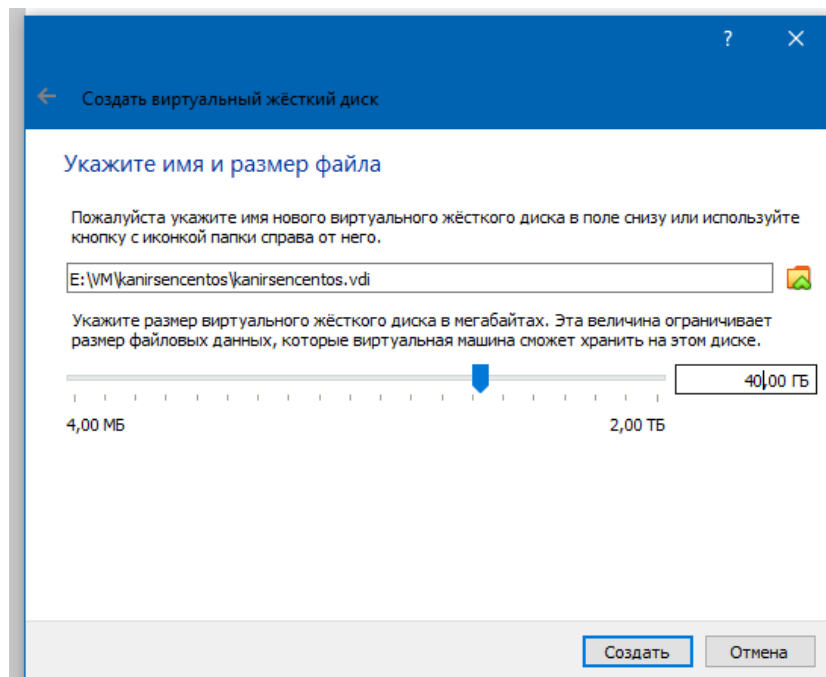 ?
Создать виртуальный жёсткий диск
Укажите имя и размер файла
Пожалуйста укажите имя нового виртуального жёсткого диска в поле снизу или используйте
кнопку с иконкой папки справа от него.
E:\VM\kanirsencentos\kanirsencentos.vdi
Укажите размер виртуального жёсткого диска в мегабайтах. Эта величина ограничивает
размер файловых данных, которые виртуальная машина сможет хранить на этом диске.
40,00 ГБ
4,00 МБ 2,00 ТБ
Создать Отмена